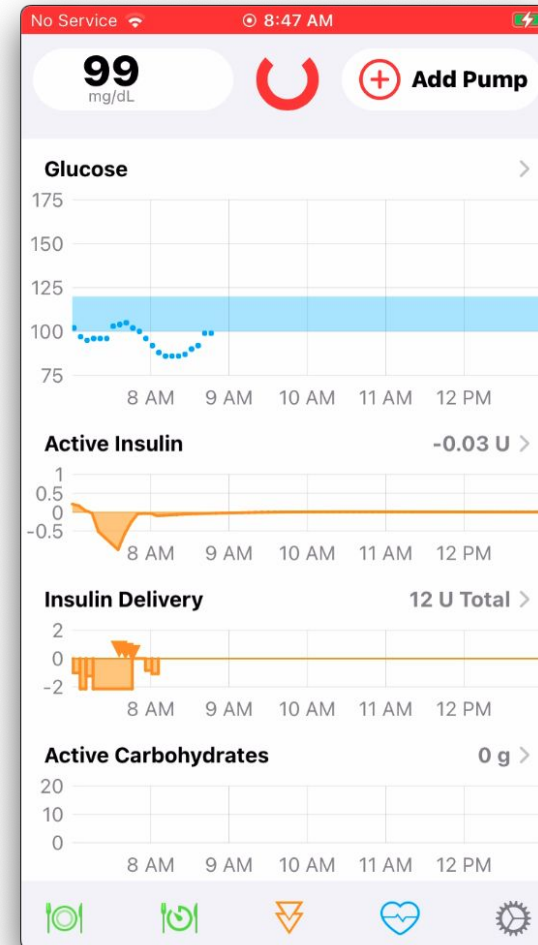 No Service 8:47 AM
99
mg/dL
Add Pump
Glucose
175
150
125
100
75
8 AM 9 AM 10 AM 11 AM 12 PM
Active Insulin -0.03 U
1
0.5
0
-0.5
8 AM 9 AM 10 AM 11 AM 12 PM
Insulin Delivery 12 U Total
2
0
-2
8 AM 9 AM 10 AM 11 AM 12 PM
Active Carbohydrates 0 g
20
10
0
8 AM 9 AM 10 AM 11 AM 12 PM